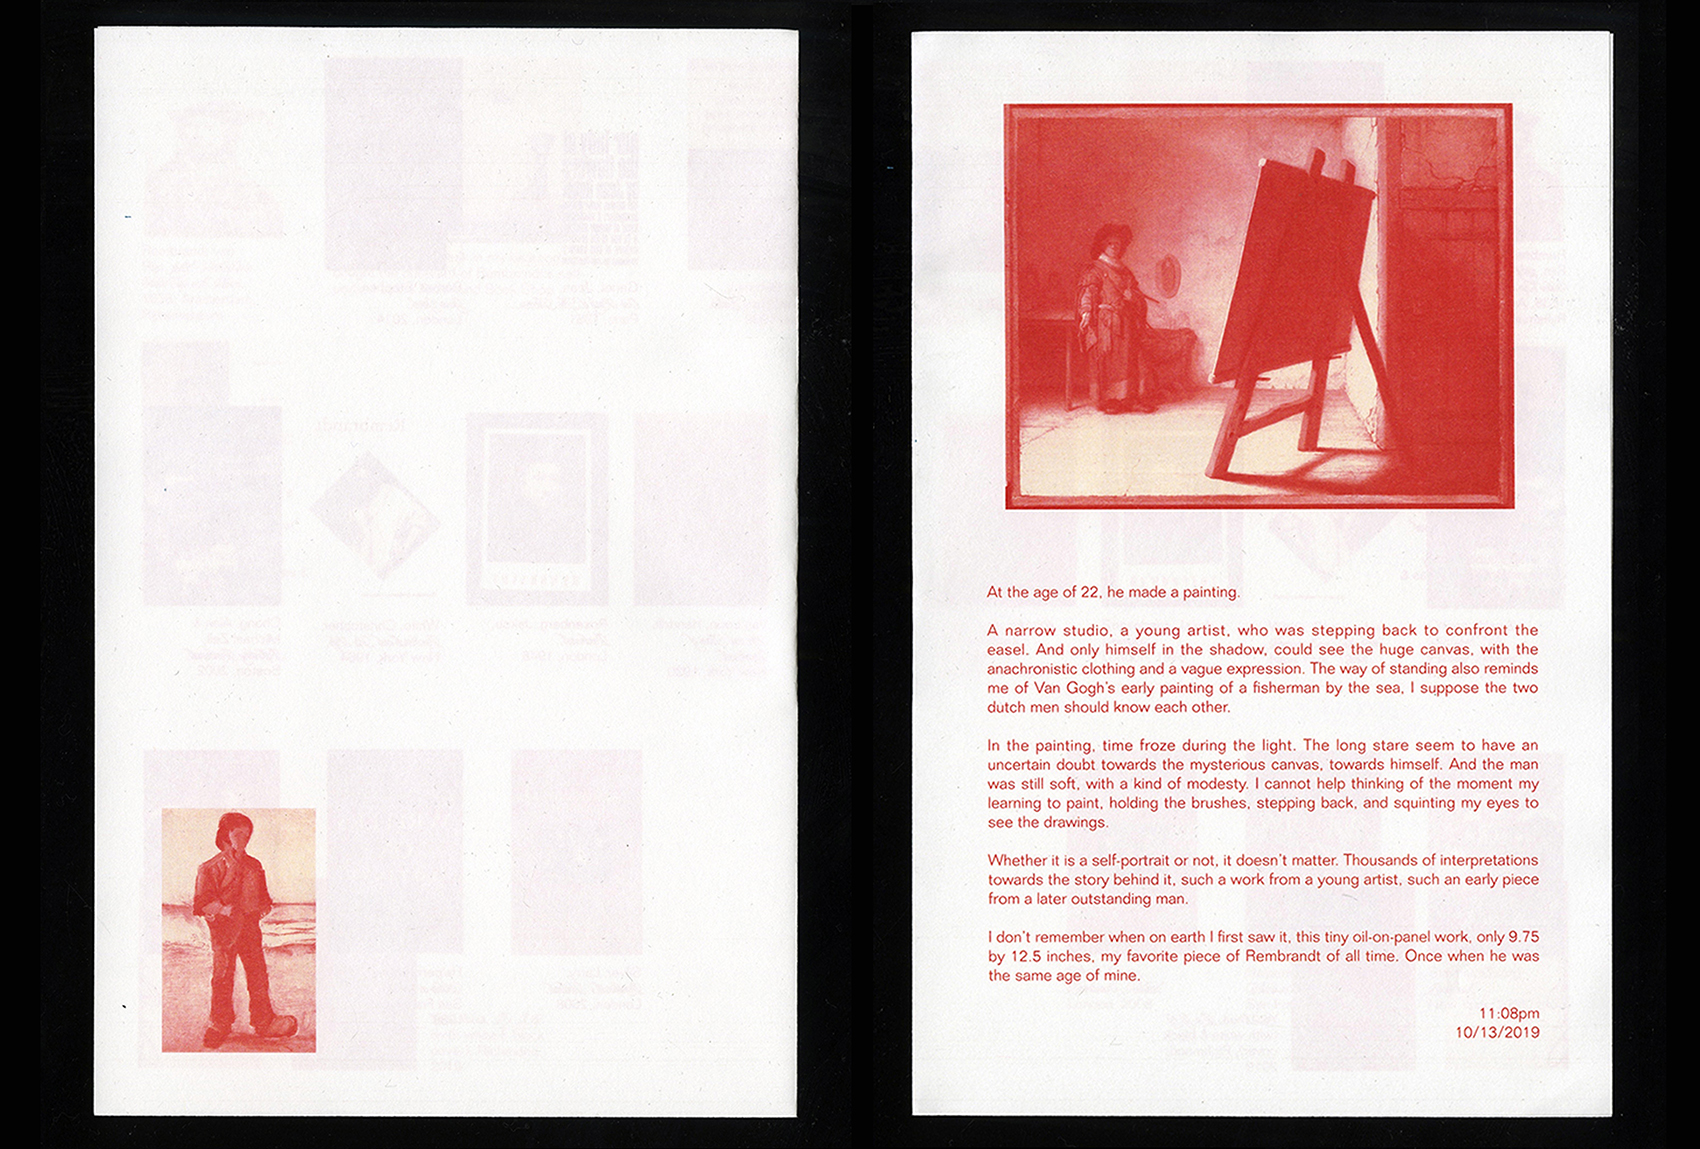 Rembrandt
At the age of 22, he made a painting.
A narrow studio, a young artist, who was stepping back to confront the
easel. And only himself in the shadow, could see the huge canvas, with the
anachronistic clothing and a vague expression. The way of standing also reminds
me of Van Gogh's early painting of a fisherman by the sea, I suppose the two
dutch men should know each other.
In the painting, time froze during the light. The long stare seem to have an
uncertain doubt towards the mysterious canvas, towards himself. And the man
was still soft, with a kind of modesty. I cannot help thinking of the moment my
learning to paint, holding the brushes, stepping back, and squinting my eyes to
see the drawings.
Whether it is a self-portrait or not, it doesn't matter. Thousands of interpretations
towards the story behind it, such a work from a young artist, such an early piece
from a later outstanding man.
I don't remember when on earth I first saw it, this tiny oil-on-panel work, only 9.75
by 12.5 inches, my favorite piece of Rembrandt of all time. Once when he was
the same age of mine.
11:08pm
10/13/2019